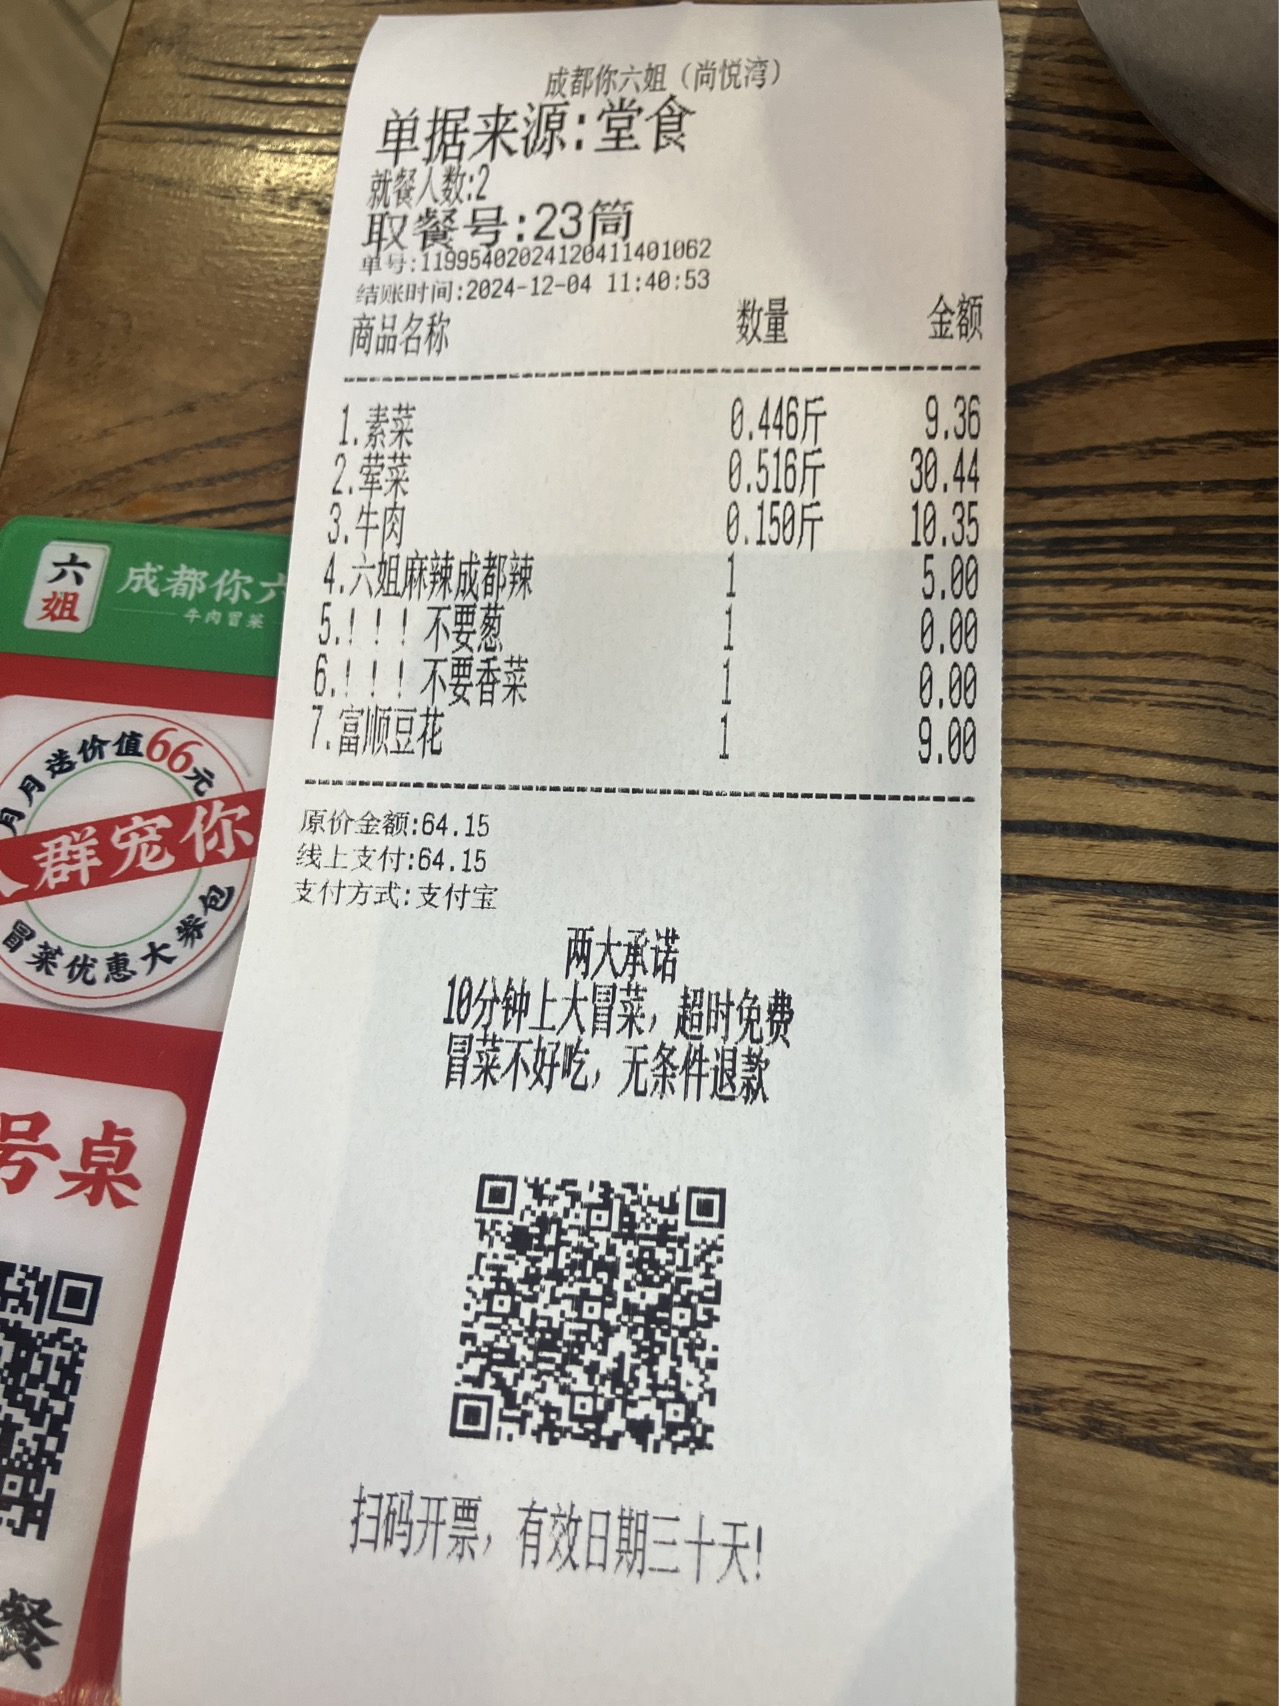 成都你六姐（尚悦湾）
单据来源:堂食
就餐人数:2
取餐号:23筒
单号:11995402024120411401062
结账时间:2024-12-04 11:40:53
商品名称 数量 金额
1.素菜 0.446斤 9.36
2.荤菜 0.516斤 30.44
3.牛肉 0.150斤 10.35
4.六姐麻辣成都辣 1 5.00
5.！！！不要葱 1 0.00
6.！！！不要香菜 1 0.00
7.富顺豆花 1 9.00
原价金额:64.15
线上支付:64.15
支付方式:支付宝
两大承诺
10分钟上大冒菜，超时免费
冒菜不好吃，无条件退款
扫码开票，有效日期三十天!
六姐
成都你六
牛肉冒菜
月月送价值66元
人群宠你
冒菜优惠大券包
号桌
餐